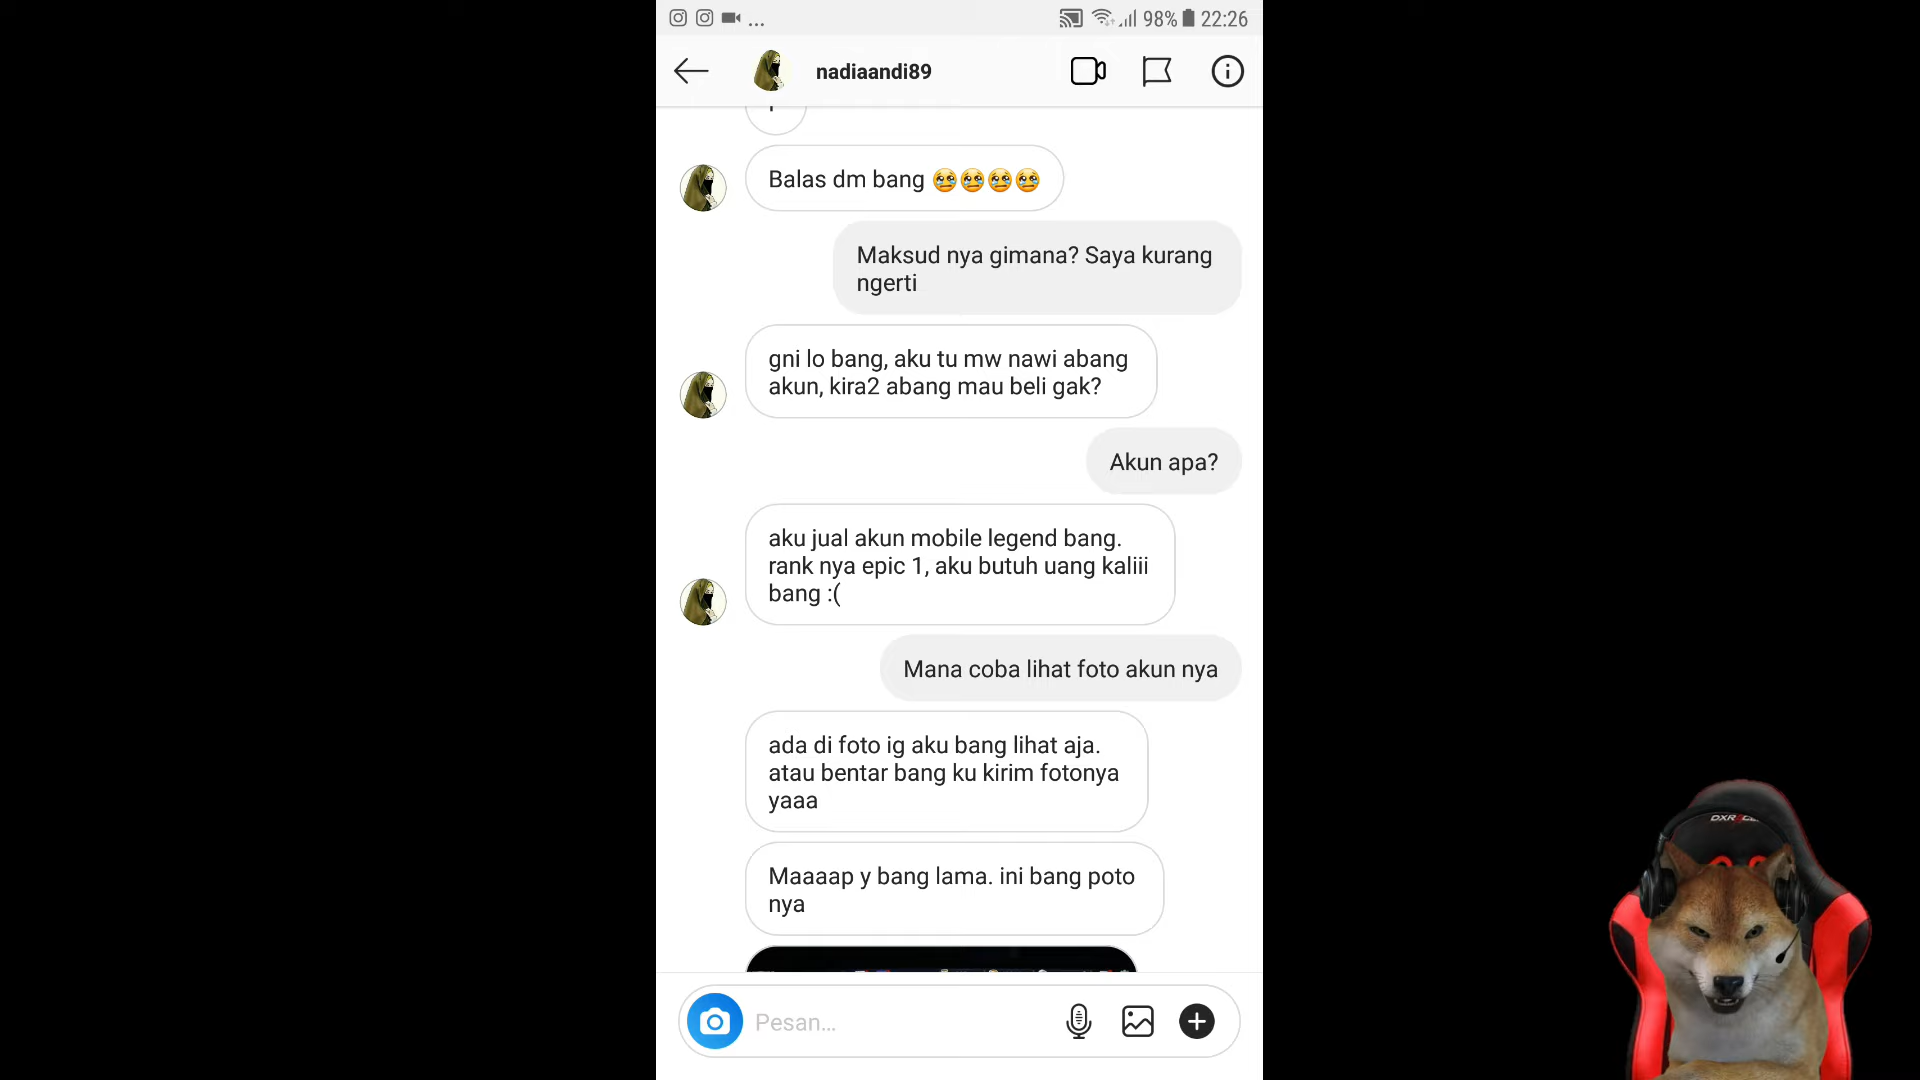 ... 98% 22:26
nadiaandi89
Balas dm bang 😢😢😢😢
Maksud nya gimana? Saya kurang
ngerti
gni lo bang, aku tu mw nawi abang
akun, kira2 abang mau beli gak?
Akun apa?
aku jual akun mobile legend bang.
rank nya epic 1, aku butuh uang kaliii
bang :(
Mana coba lihat foto akun nya
ada di foto ig aku bang lihat aja.
atau bentar bang ku kirim fotonya
yaaa
Maaaap y bang lama. ini bang poto
nya
Pesan...